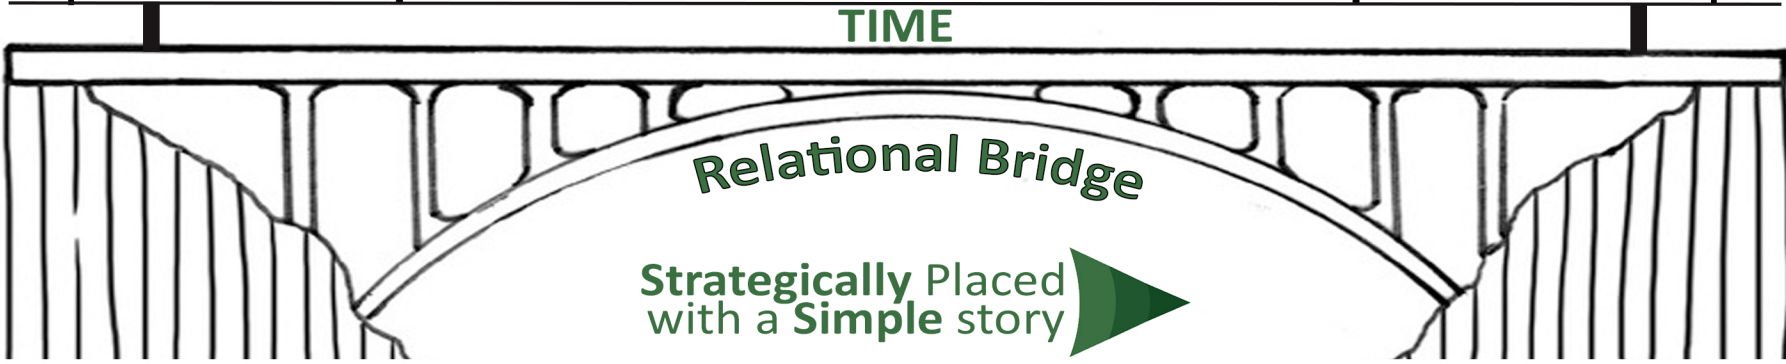 TIME
Relational Bridge
Strategically Placed
with a Simple story